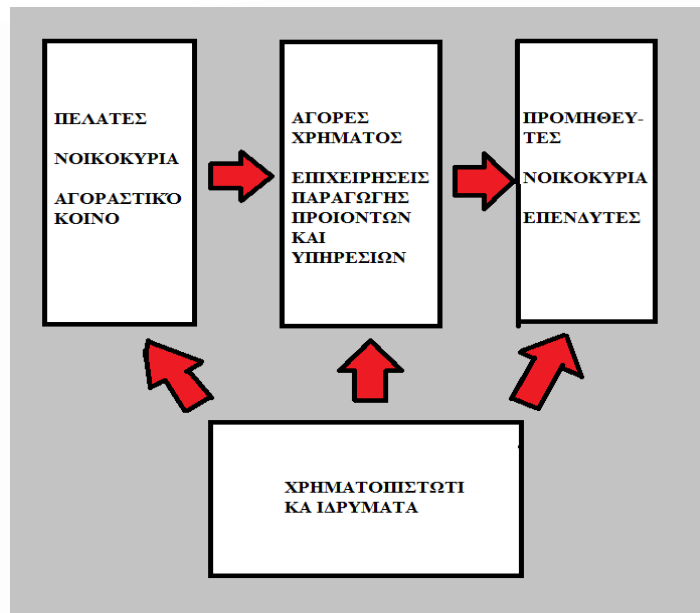 ΠΕΛΑΤΕΣ
ΝΟΙΚΟΚΥΡΙΑ
ΑΓΟΡΑΣΤΙΚΌ
ΚΟΙΝΟ
ΑΓΟΡΕΣ
ΧΡΗΜΑΤΟΣ
ΕΠΙΧΕΙΡΗΣΕΙΣ
ΠΑΡΑΓΩΓΗΣ
ΠΡΟΙΟΝΤΩΝ
ΚΑΙ
ΥΠΗΡΕΣΙΩΝ
ΠΡΟΜΗΘΕΥ-
ΤΕΣ
ΝΟΙΚΟΚΥΡΙΑ
ΕΠΕΝΔΥΤΕΣ
ΧΡΗΜΑΤΟΠΙΣΤΩΤΙ
ΚΑ ΙΔΡΥΜΑΤΑ